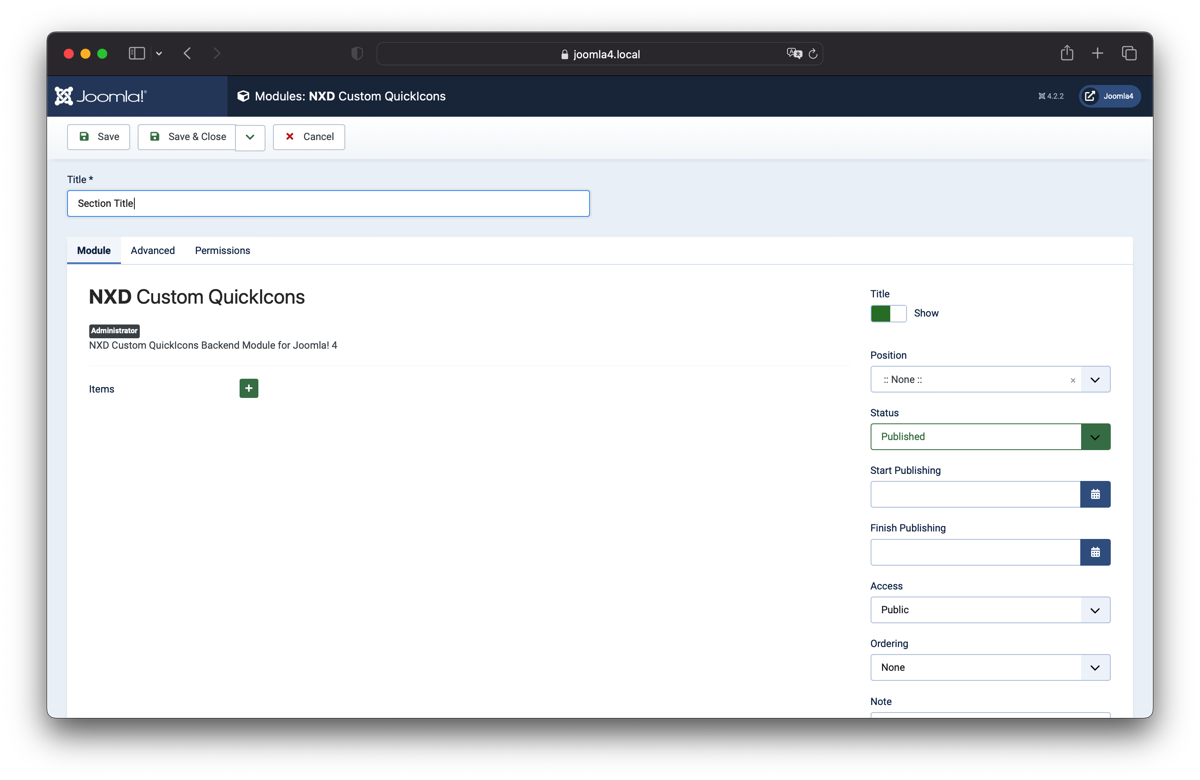 joomla4.local
Joomla!®
Modules: NXD Custom QuickIcons
4.2.2
Joomla4
Save
Save & Close
Cancel
Title *
Section Title
Module
Advanced
Permissions
NXD Custom QuickIcons
Administrator
NXD Custom QuickIcons Backend Module for Joomla! 4
Items
Title
Show
Position
:: None ::
Status
Published
Start Publishing
Finish Publishing
Access
Public
Ordering
None
Note